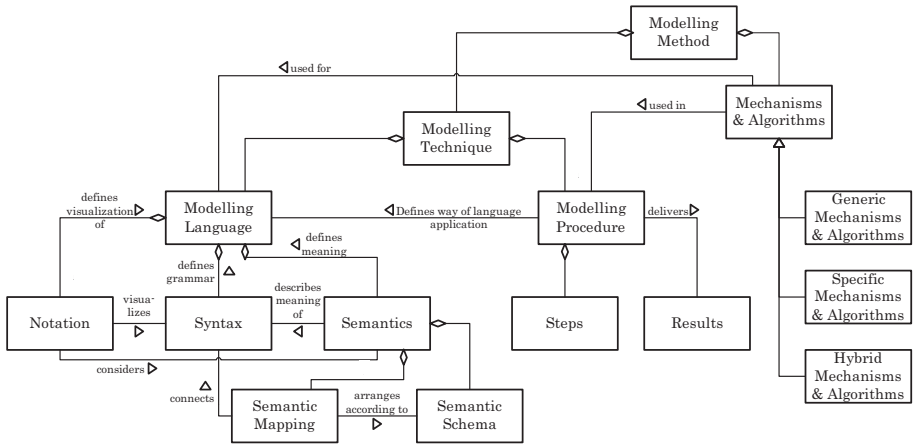 Modelling
Method
used for
Mechanisms
& Algorithms
used in
Modelling
Technique
defines
visualization
of
Modelling
Language
Defines way of language
application
Modelling
Procedure
delivers
Generic
Mechanisms
& Algorithms
defines
meaning
defines
grammar
Specific
Mechanisms
& Algorithms
Notation
visua-
lizes
Syntax
describes
meaning
of
Semantics
Steps
Results
considers
Hybrid
Mechanisms
& Algorithms
connects
Semantic
Mapping
arranges
according to
Semantic
Schema